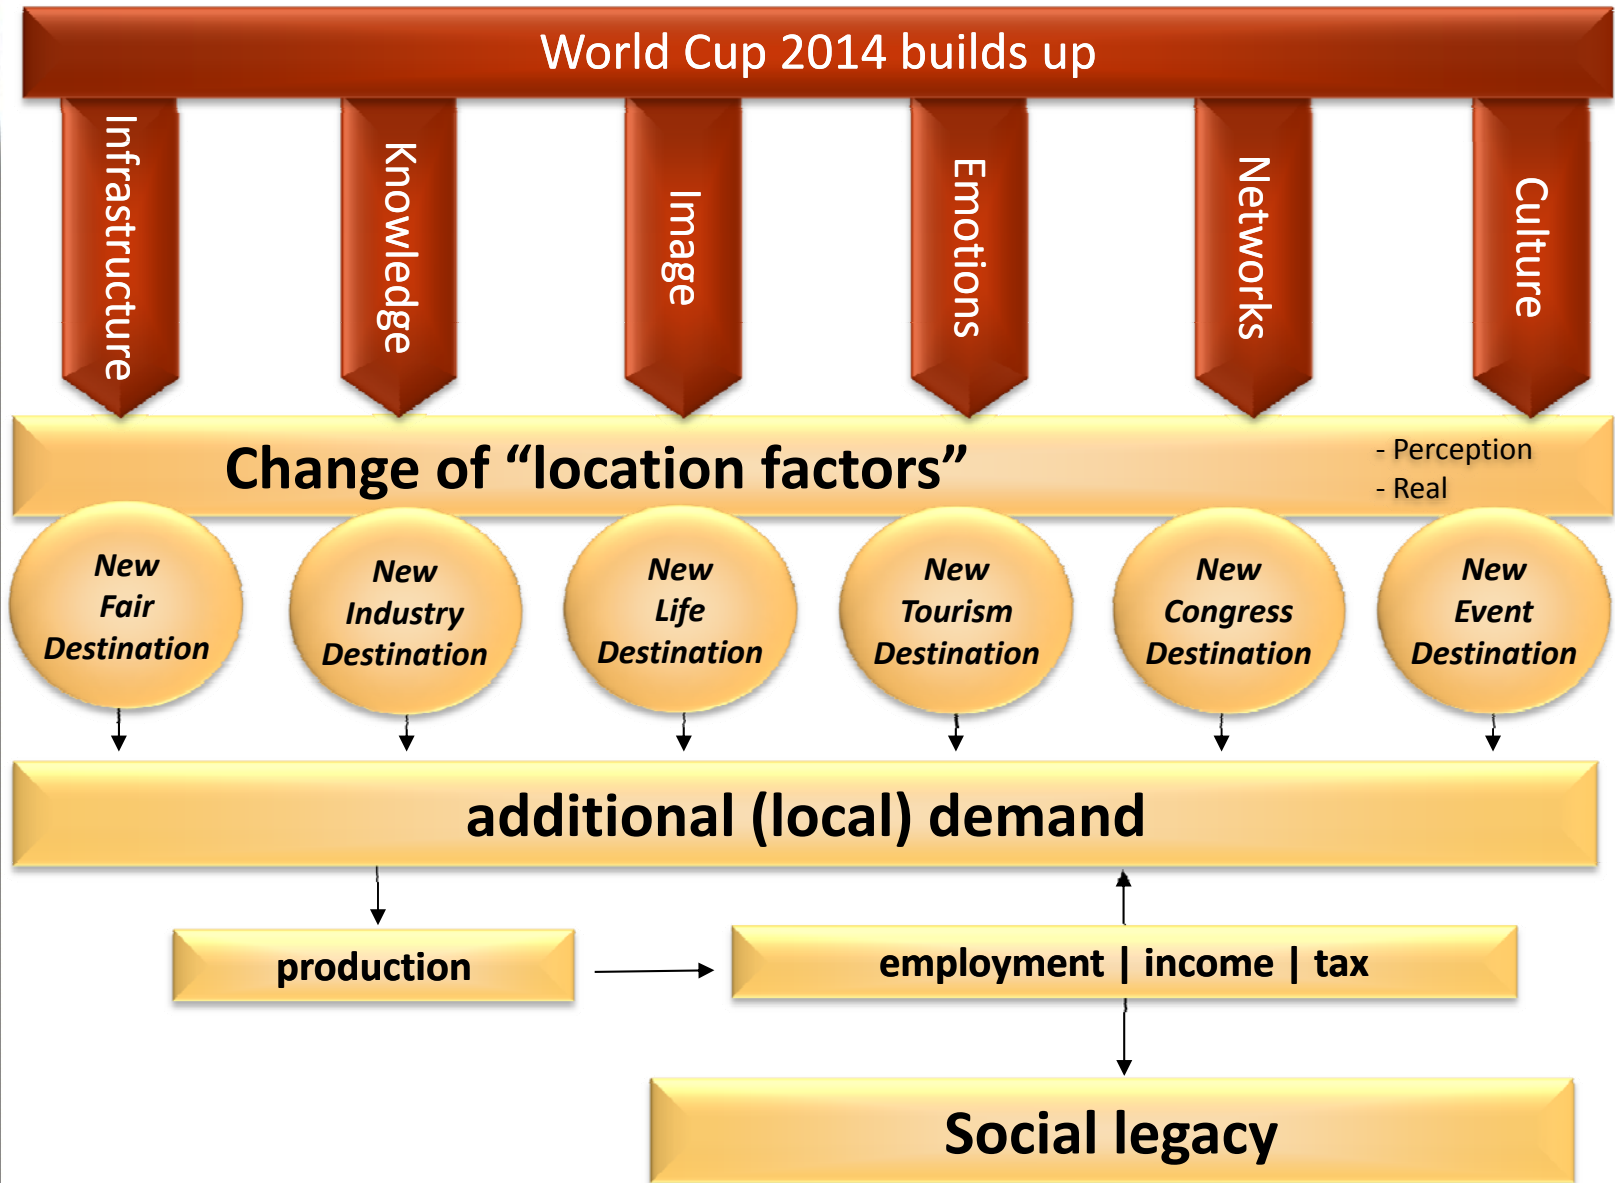 World Cup 2014 builds up
Infrastructure
Knowledge
Image
Emotions
Networks
Culture
Change of “location factors”
- Perception
- Real
New
Fair
Destination
New
Industry
Destination
New
Life
Destination
New
Tourism
Destination
New
Congress
Destination
New
Event
Destination
additional (local) demand
production
employment | income | tax
Social legacy